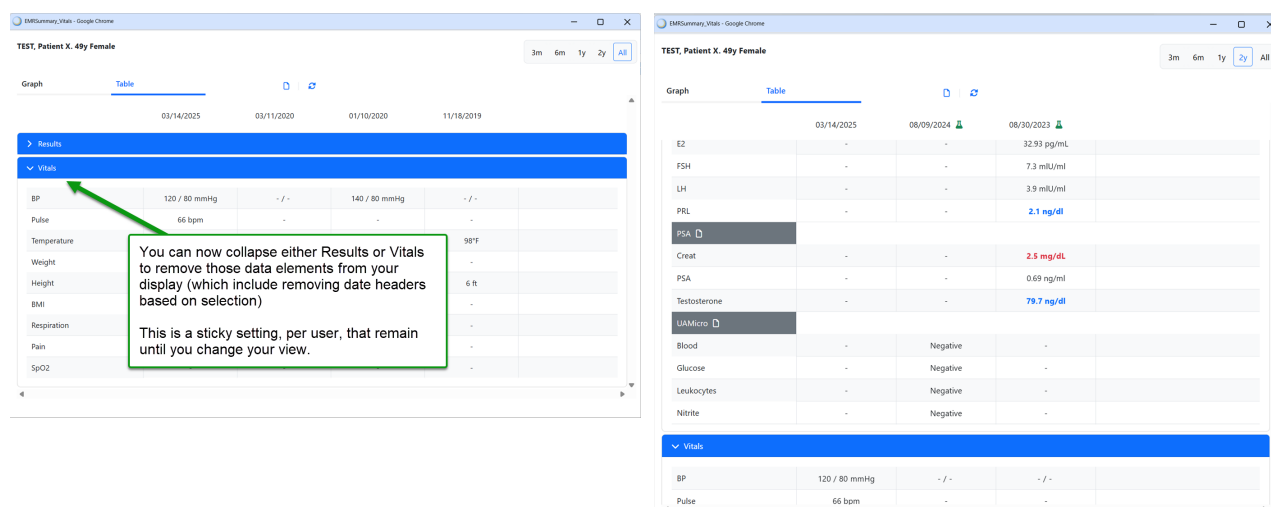 EMRSummary_Vitals - Google Chrome
TEST, Patient X. 49y Female
3m 6m 1y 2y All
Graph Table
03/14/2025 03/11/2020 01/10/2020 11/18/2019
Results
Vitals
BP 120 / 80 mmHg - / - 140 / 80 mmHg - / -
Pulse 66 bpm - - -
Temperature 98°F
Weight -
Height 6 ft
BMI -
Respiration -
Pain -
SpO2 - - - -
You can now collapse either Results or Vitals
to remove those data elements from your
display (which include removing date headers
based on selection)
This is a sticky setting, per user, that remain
until you change your view.
EMRSummary_Vitals - Google Chrome
TEST, Patient X. 49y Female
3m 6m 1y 2y All
Graph Table
03/14/2025 08/09/2024 08/30/2023
E2 - - 32.93 pg/mL
FSH - - 7.3 mIU/ml
LH - - 3.9 mIU/ml
PRL - - 2.1 ng/dl
PSA
Creat - - 2.5 mg/dL
PSA - - 0.69 ng/ml
Testosterone - - 79.7 ng/dl
UAMicro
Blood - Negative -
Glucose - Negative -
Leukocytes - Negative -
Nitrite - Negative -
Vitals
BP 120 / 80 mmHg - / - - / -
Pulse 66 bpm - -